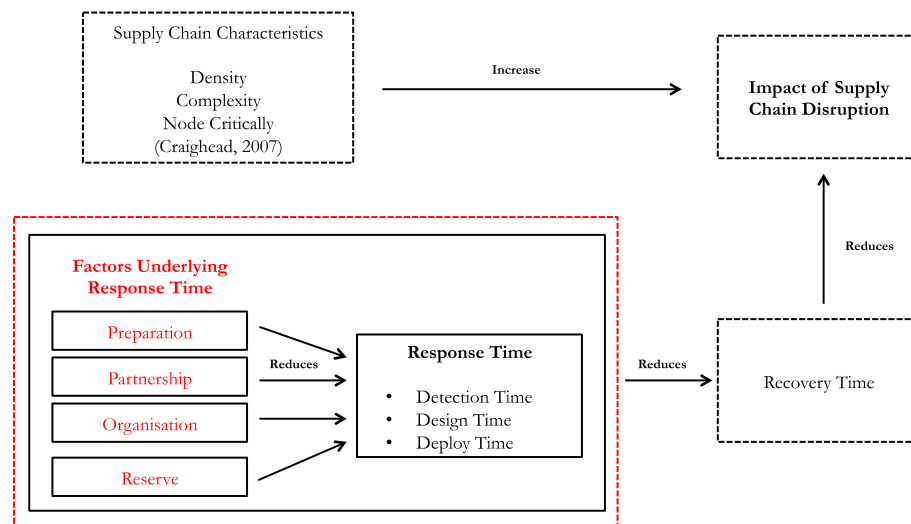 Supply Chain Characteristics
Density
Complexity
Node Critically
(Craighead, 2007)
Increase
Impact of Supply
Chain Disruption
Reduces
Factors Underlying
Response Time
Preparation
Partnership
Organisation
Reserve
Reduces
Response Time
• Detection Time
• Design Time
• Deploy Time
Reduces
Recovery Time